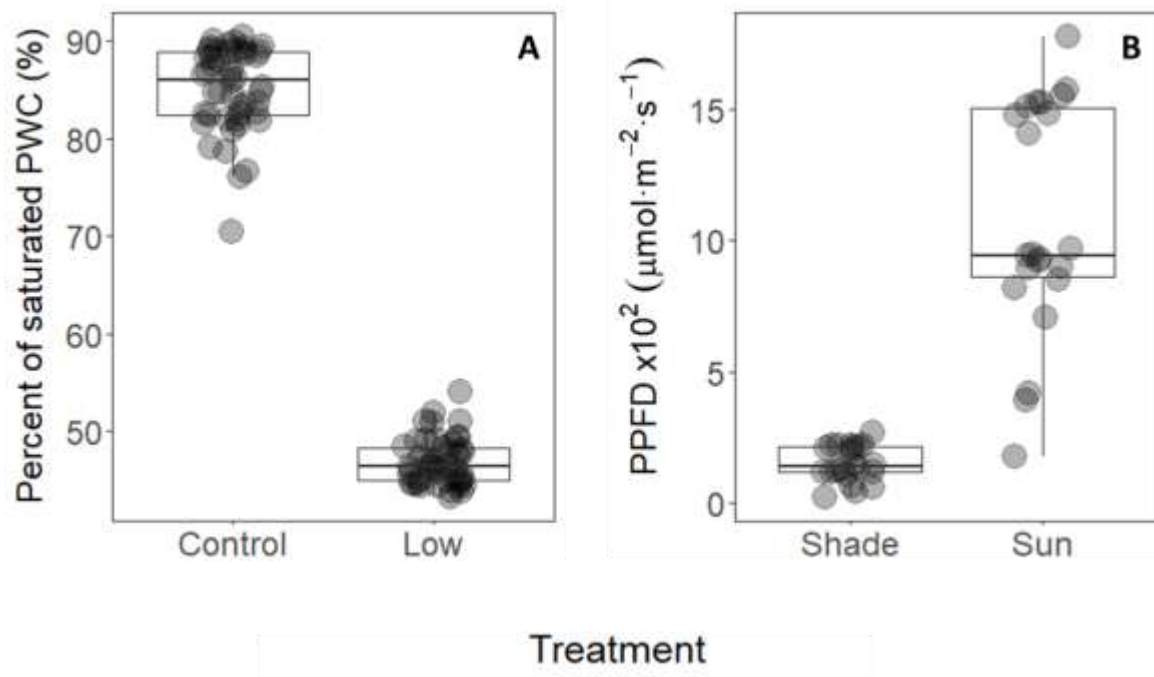 Percent of saturated PWC (%)
90
80
70
60
50
A
Control
Low
PPFD x10² (μmol·m⁻²·s⁻¹)
15
10
5
0
B
Shade
Sun
Treatment